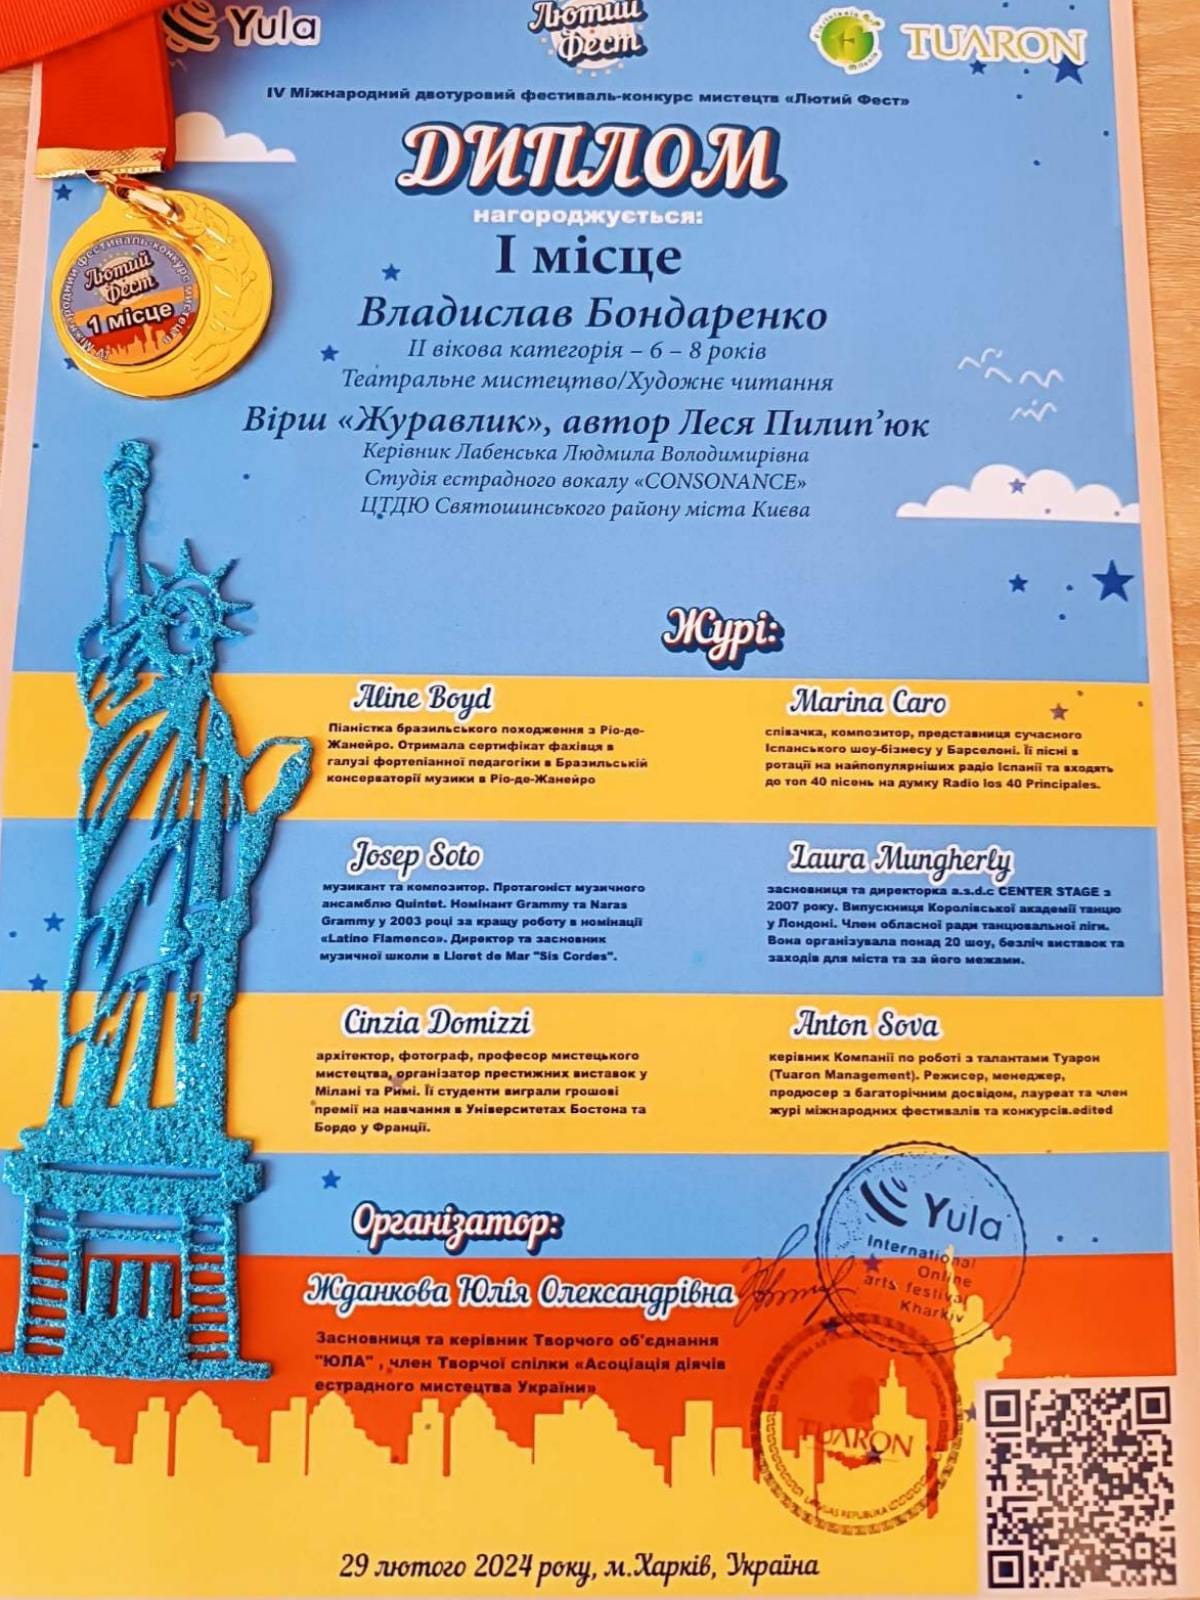 Yula
Лютий
Фест
TUARON
IV Міжнародний двотуровий фестиваль-конкурс мистецтв «Лютий Фест»
ДИПЛОМ
нагороджується:
І місце
Владислав Бондаренко
ІІ вікова категорія – 6 – 8 років
Театральне мистецтво/Художнє читання
Вірш «Журавлик», автор Леся Пилип’юк
Керівник Лабенська Людмила Володимирівна
Студія естрадного вокалу «CONSONANCE»
ЦТДЮ Святошинського району міста Києва
IV Міжнародний фестиваль-конкурс мистецтв
Лютий
Фест
1 місце
Журі:
Aline Boyd
Піаністка бразильського походження з Ріо-де-
Жанейро. Отримала сертифікат фахівця в
галузі фортепіанної педагогіки в Бразильській
консерваторії музики в Ріо-де-Жанейро
Marina Caro
співачка, композитор, представниця сучасного
Іспанського шоу-бізнесу у Барселоні. Її пісні в
ротації на найпопулярніших радіо Іспанії та входять
до топ 40 пісень на думку Radio los 40 Principales.
Josep Soto
музикант та композитор. Протагоніст музичного
ансамблю Quintet. Номінант Grammy та Naras
Grammy у 2003 році за кращу роботу в номінації
«Latino Flamenco». Директор та засновник
музичної школи в Lloret de Mar "Sis Cordes".
Laura Mungherly
засновниця та директорка a.s.d.c CENTER STAGE з
2007 року. Випускниця Королівської академії танцю
у Лондоні. Член обласної ради танцювальної ліги.
Вона організувала понад 20 шоу, безліч виставок та
заходів для міста та за його межами.
Cinzia Domizzi
архітектор, фотограф, професор мистецького
мистецтва, організатор престижних виставок у
Мілані та Римі. Її студенти виграли грошові
премії на навчання в Університетах Бостона та
Бордо у Франції.
Anton Sova
керівник Компанії по роботі з талантами Туарон
(Tuaron Management). Режисер, менеджер,
продюсер з багаторічним досвідом, лауреат та член
журі міжнародних фестивалів та конкурсів.edited
Організатор:
Жданкова Юлія Олександрівна
Засновниця та керівник Творчого об'єднання
"ЮЛА" , член Творчої спілки «Асоціація діячів
естрадного мистецтва України»
Yula
International
Online
arts festival
Kharkiv
TUARON
LATVIJAS REPUBLIKA
29 лютого 2024 року, м.Харків, Україна